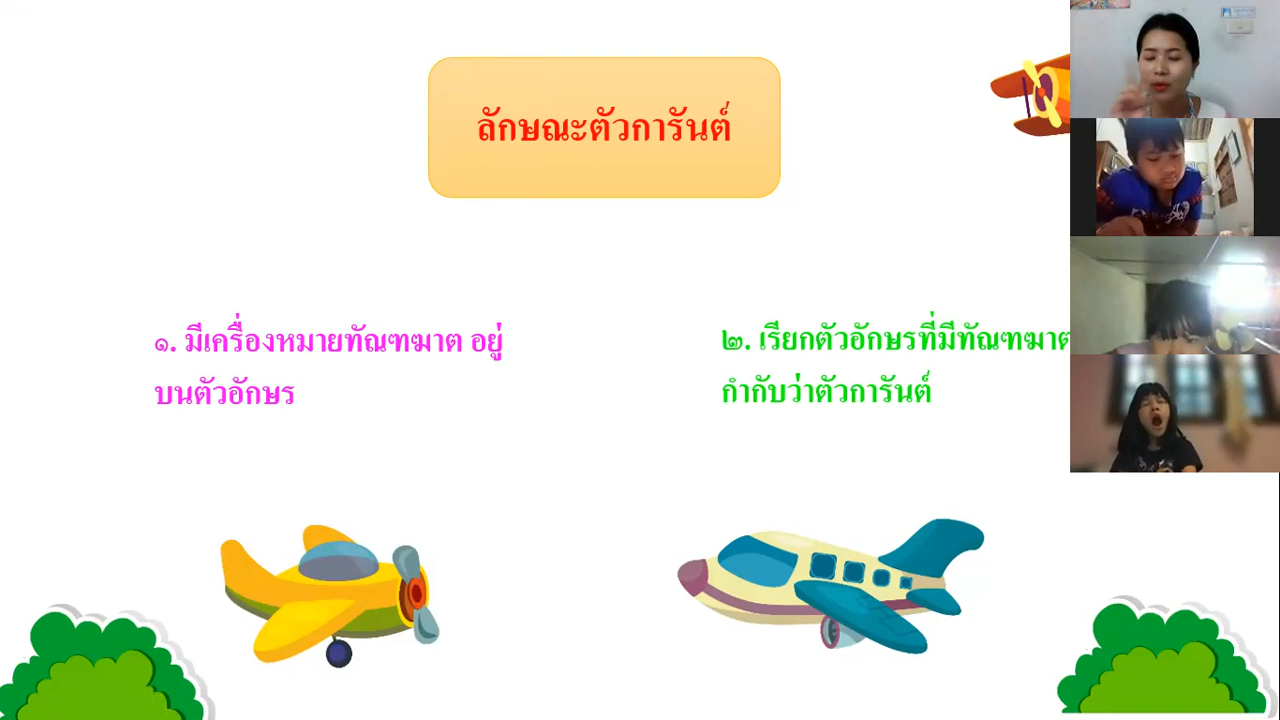 ลักษณะตัวการันต์
๑. มีเครื่องหมายทัณฑฆาต อยู่
บนตัวอักษร
๒. เรียกตัวอักษรที่มีทัณฑฆาต
กำกับว่าตัวการันต์